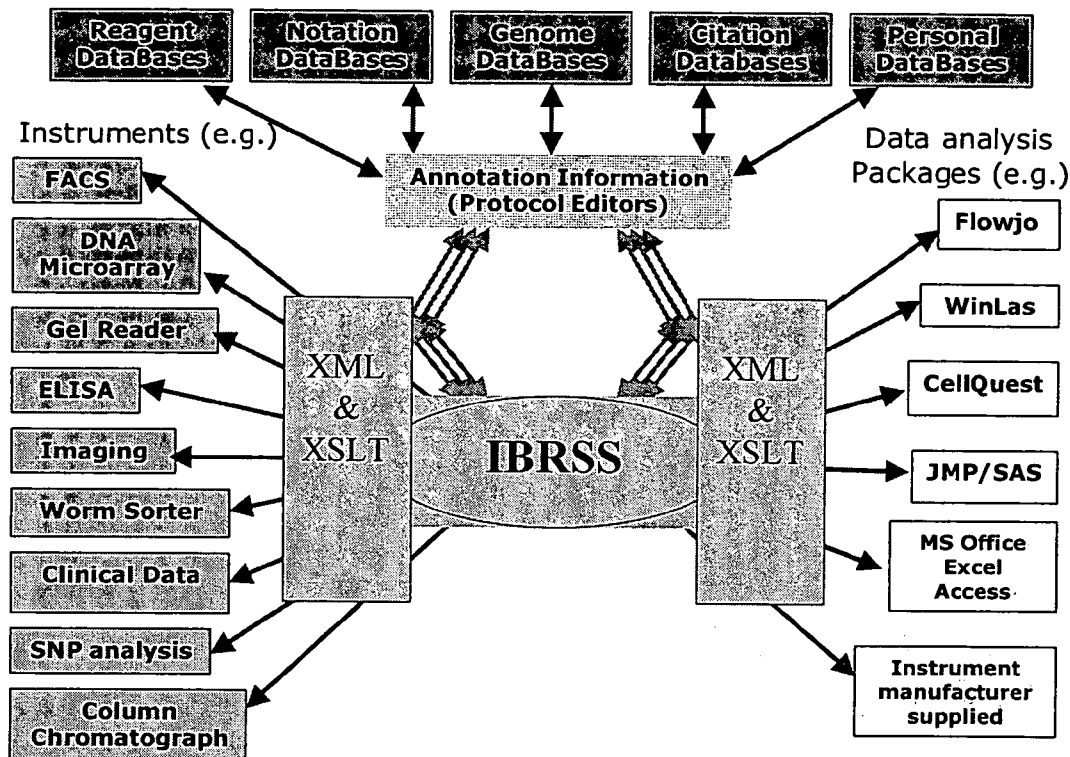 Reagent
DataBases
Notation
DataBases
Genome
DataBases
Citation
Databases
Personal
DataBases
Instruments (e.g.)
Data analysis
Packages (e.g.)
Annotation Information
(Protocol Editors)
FACS
DNA
Microarray
Gel Reader
ELISA
Imaging
Worm Sorter
Clinical Data
SNP analysis
Column
Chromatograph
XML
&
XSLT
IBRSS
XML
&
XSLT
Flowjo
WinLas
CellQuest
JMP/SAS
MS Office
Excel
Access
Instrument
manufacturer
supplied